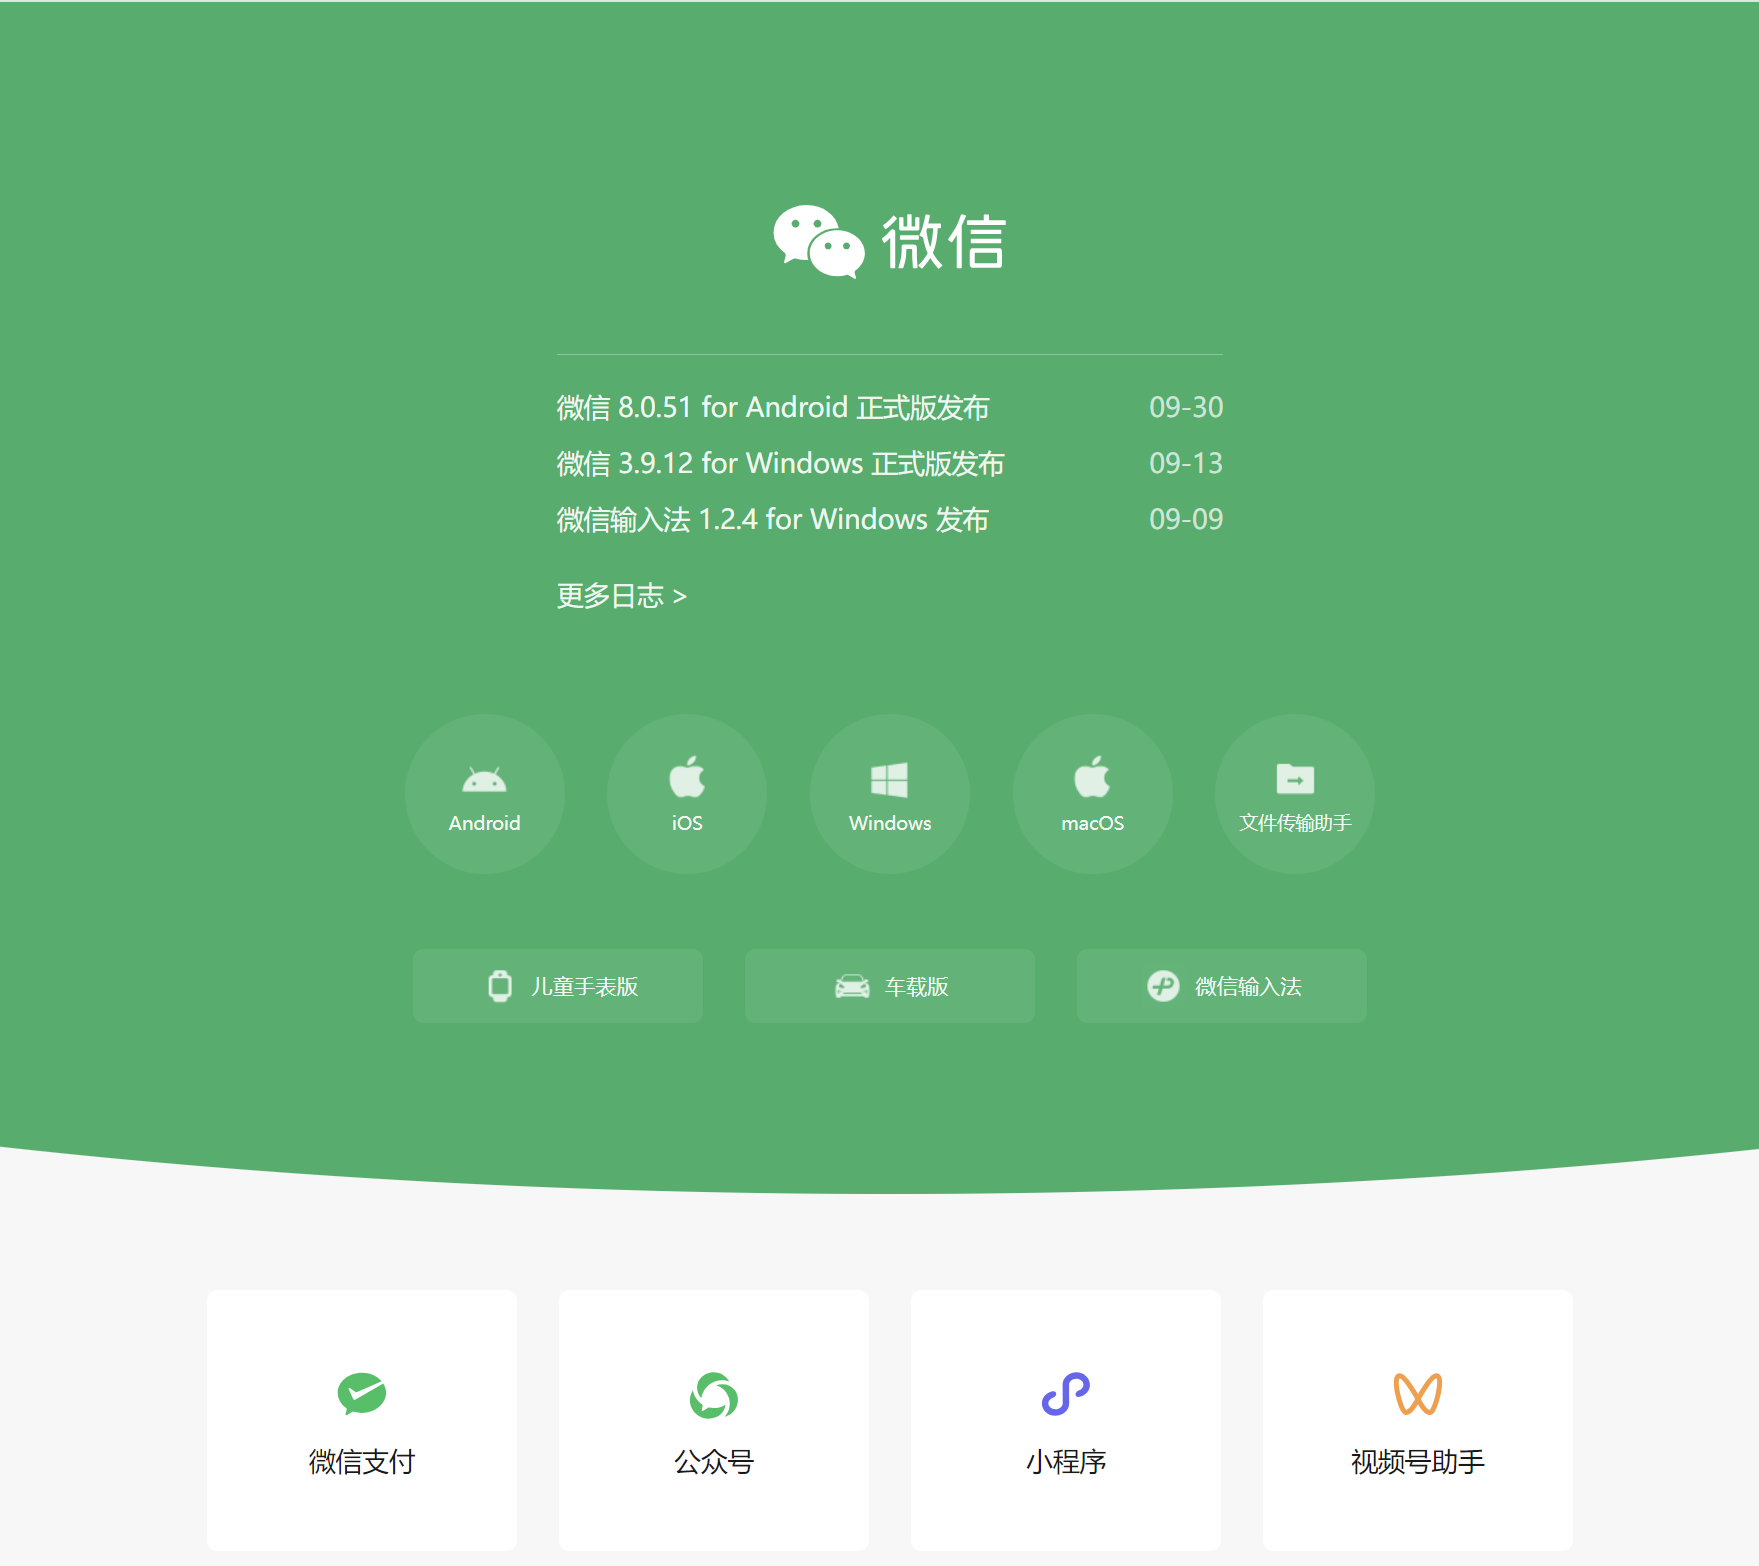 微信
微信 8.0.51 for Android 正式版发布 09-30
微信 3.9.12 for Windows 正式版发布 09-13
微信输入法 1.2.4 for Windows 发布 09-09
更多日志 >
Android iOS Windows macOS 文件传输助手
儿童手表版 车载版 微信输入法
微信支付 公众号 小程序 视频号助手